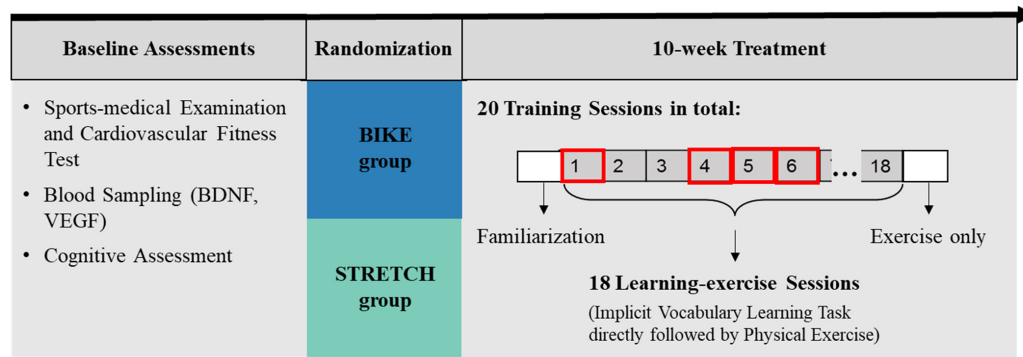 Baseline Assessments
Randomization
10-week Treatment
• Sports-medical Examination
and Cardiovascular Fitness
Test
• Blood Sampling (BDNF,
VEGF)
• Cognitive Assessment
BIKE
group
STRETCH
group
20 Training Sessions in total:
1 2 3 4 5 6 ... 18
Familiarization
Exercise only
18 Learning-exercise Sessions
(Implicit Vocabulary Learning Task
directly followed by Physical Exercise)